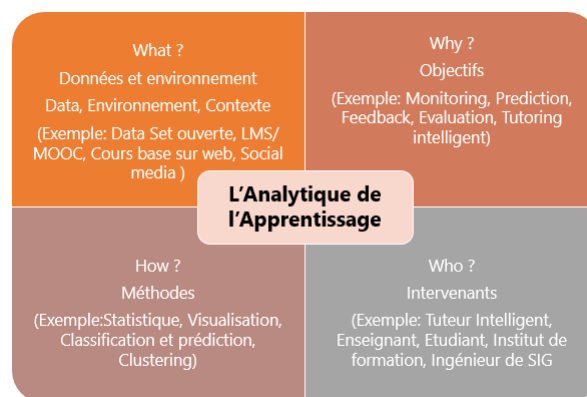 What ?
Données et environnement
Data, Environnement, Contexte
(Exemple: Data Set ouverte, LMS/
MOOC, Cours base sur web, Social
media )
Why ?
Objectifs
(Exemple: Monitoring, Prediction,
Feedback, Evaluation, Tutoring
intelligent)
L'Analytique de
l'Apprentissage
How ?
Méthodes
(Exemple:Statistique, Visualisation,
Classification et prédiction,
Clustering)
Who ?
Intervenants
(Exemple: Tuteur Intelligent,
Enseignant, Etudiant, Institut de
formation, Ingénieur de SIG